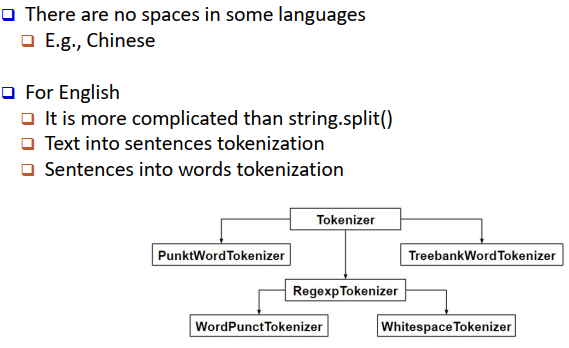 There are no spaces in some languages
E.g., Chinese
For English
It is more complicated than string.split()
Text into sentences tokenization
Sentences into words tokenization
Tokenizer
PunktWordTokenizer
TreebankWordTokenizer
RegexpTokenizer
WordPunctTokenizer
WhitespaceTokenizer